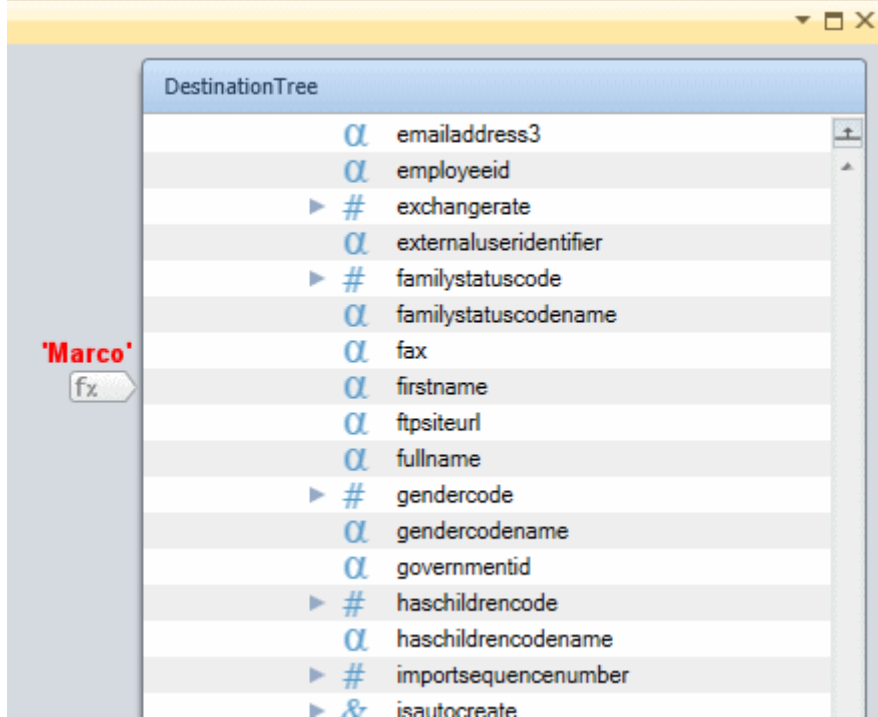 DestinationTree
α emailaddress3
α employeeid
# exchangerate
α externaluseridentifier
# familystatuscode
α familystatuscodename
'Marco'
α fax
fx
α firstname
α ftpsiteurl
α fullname
# gendercode
α gendercodename
α governmentid
# haschildrencode
α haschildrencodename
# importsequencenumber
& isautocreate